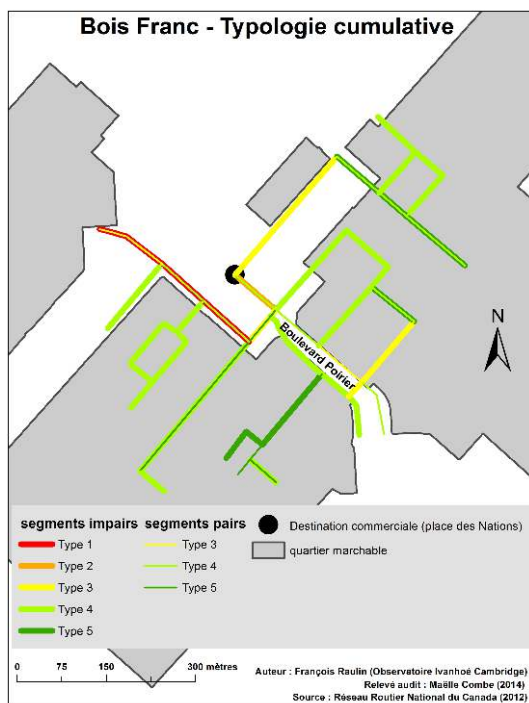 Bois Franc - Typologie cumulative
Boulevard Poirier
N
segments impairs
Type 1
Type 2
Type 3
Type 4
Type 5
segments pairs
Type 3
Type 4
Type 5
Destination commerciale (place des Nations)
quartier marchable
0 75 150 300 mètres
Auteur : François Raulin (Observatoire Ivanhoé Cambridge)
Relevé audit : Maëlle Combe (2014)
Source : Réseau Routier National du Canada (2012)